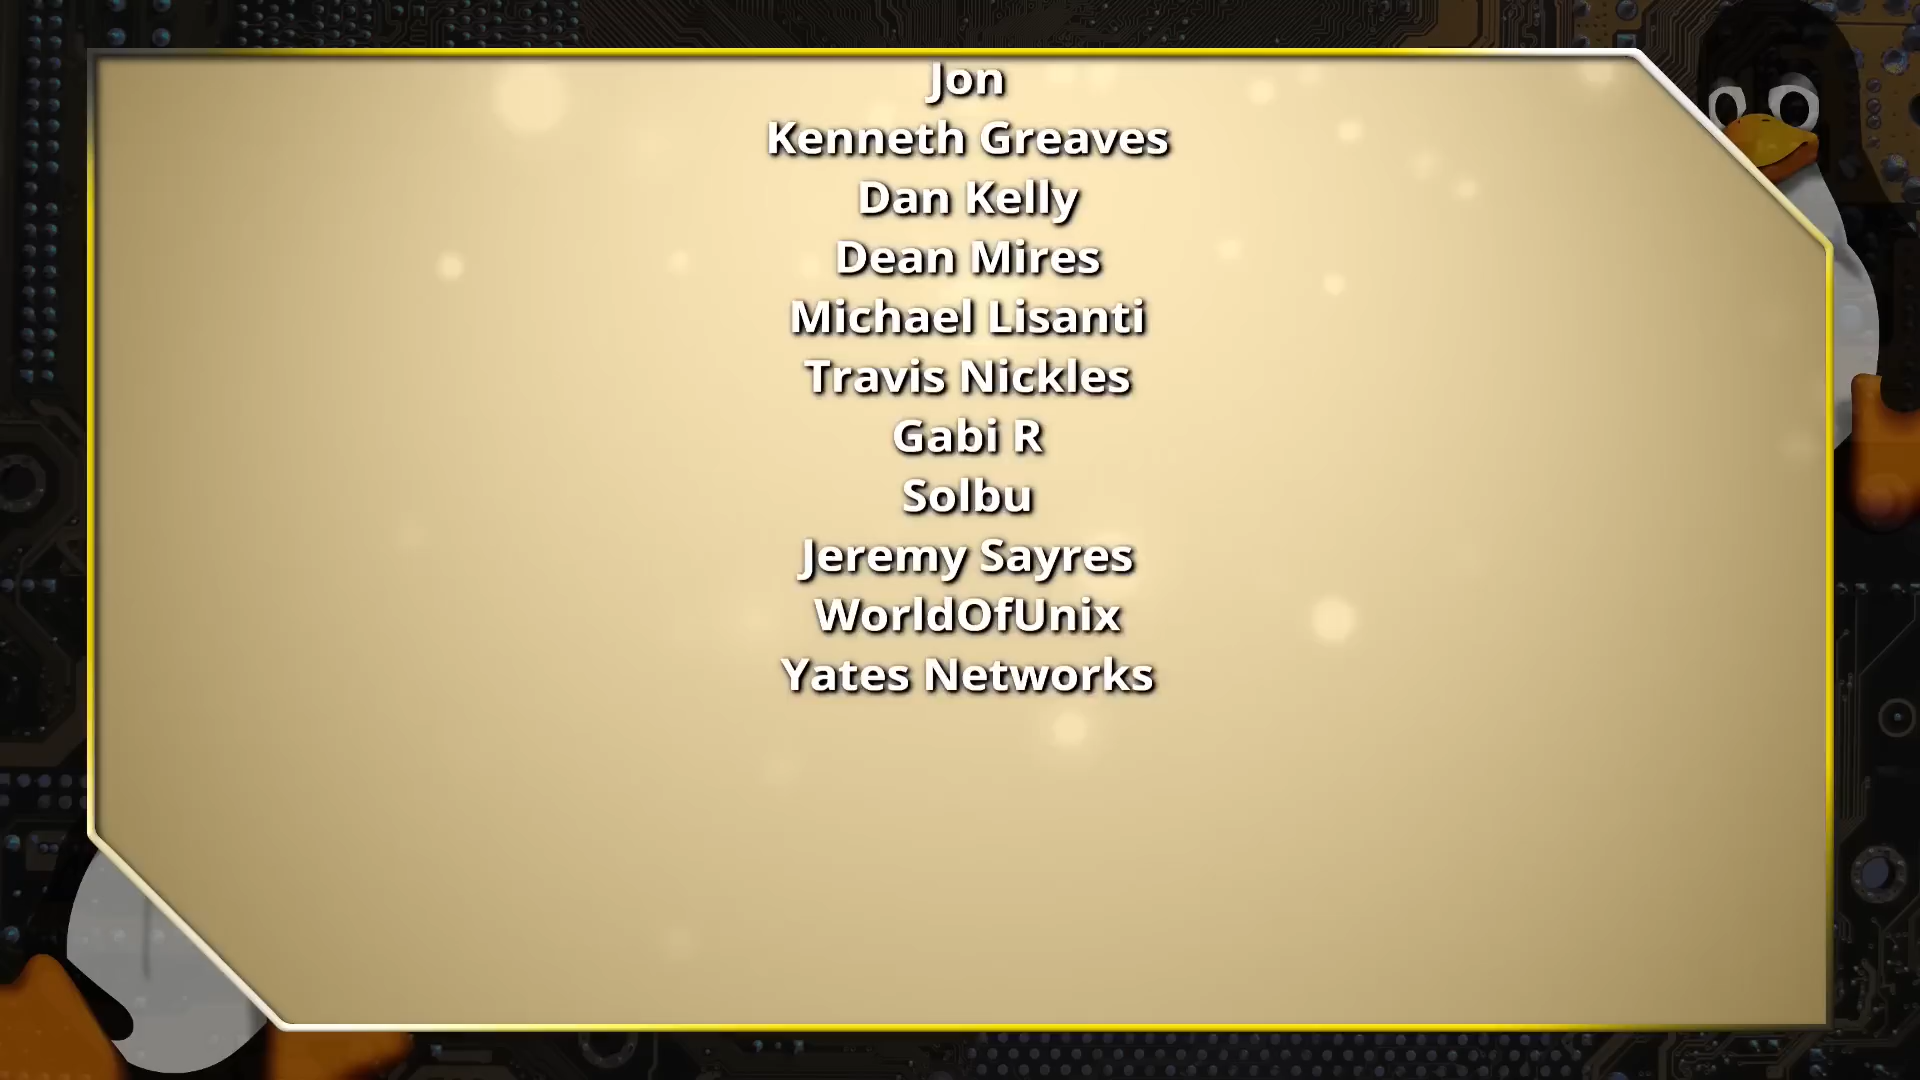 Jon
Kenneth Greaves
Dan Kelly
Dean Mires
Michael Lisanti
Travis Nickles
Gabi R
Solbu
Jeremy Sayres
WorldOfUnix
Yates Networks